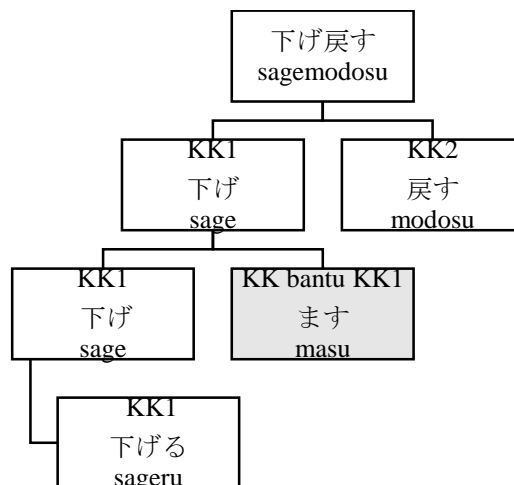 下げ戻す
sagemodosu
KK1
下げ
sage
KK2
戻す
modosu
KK1
下げ
sage
KK bantu KK1
ます
masu
KK1
下げる
sageru